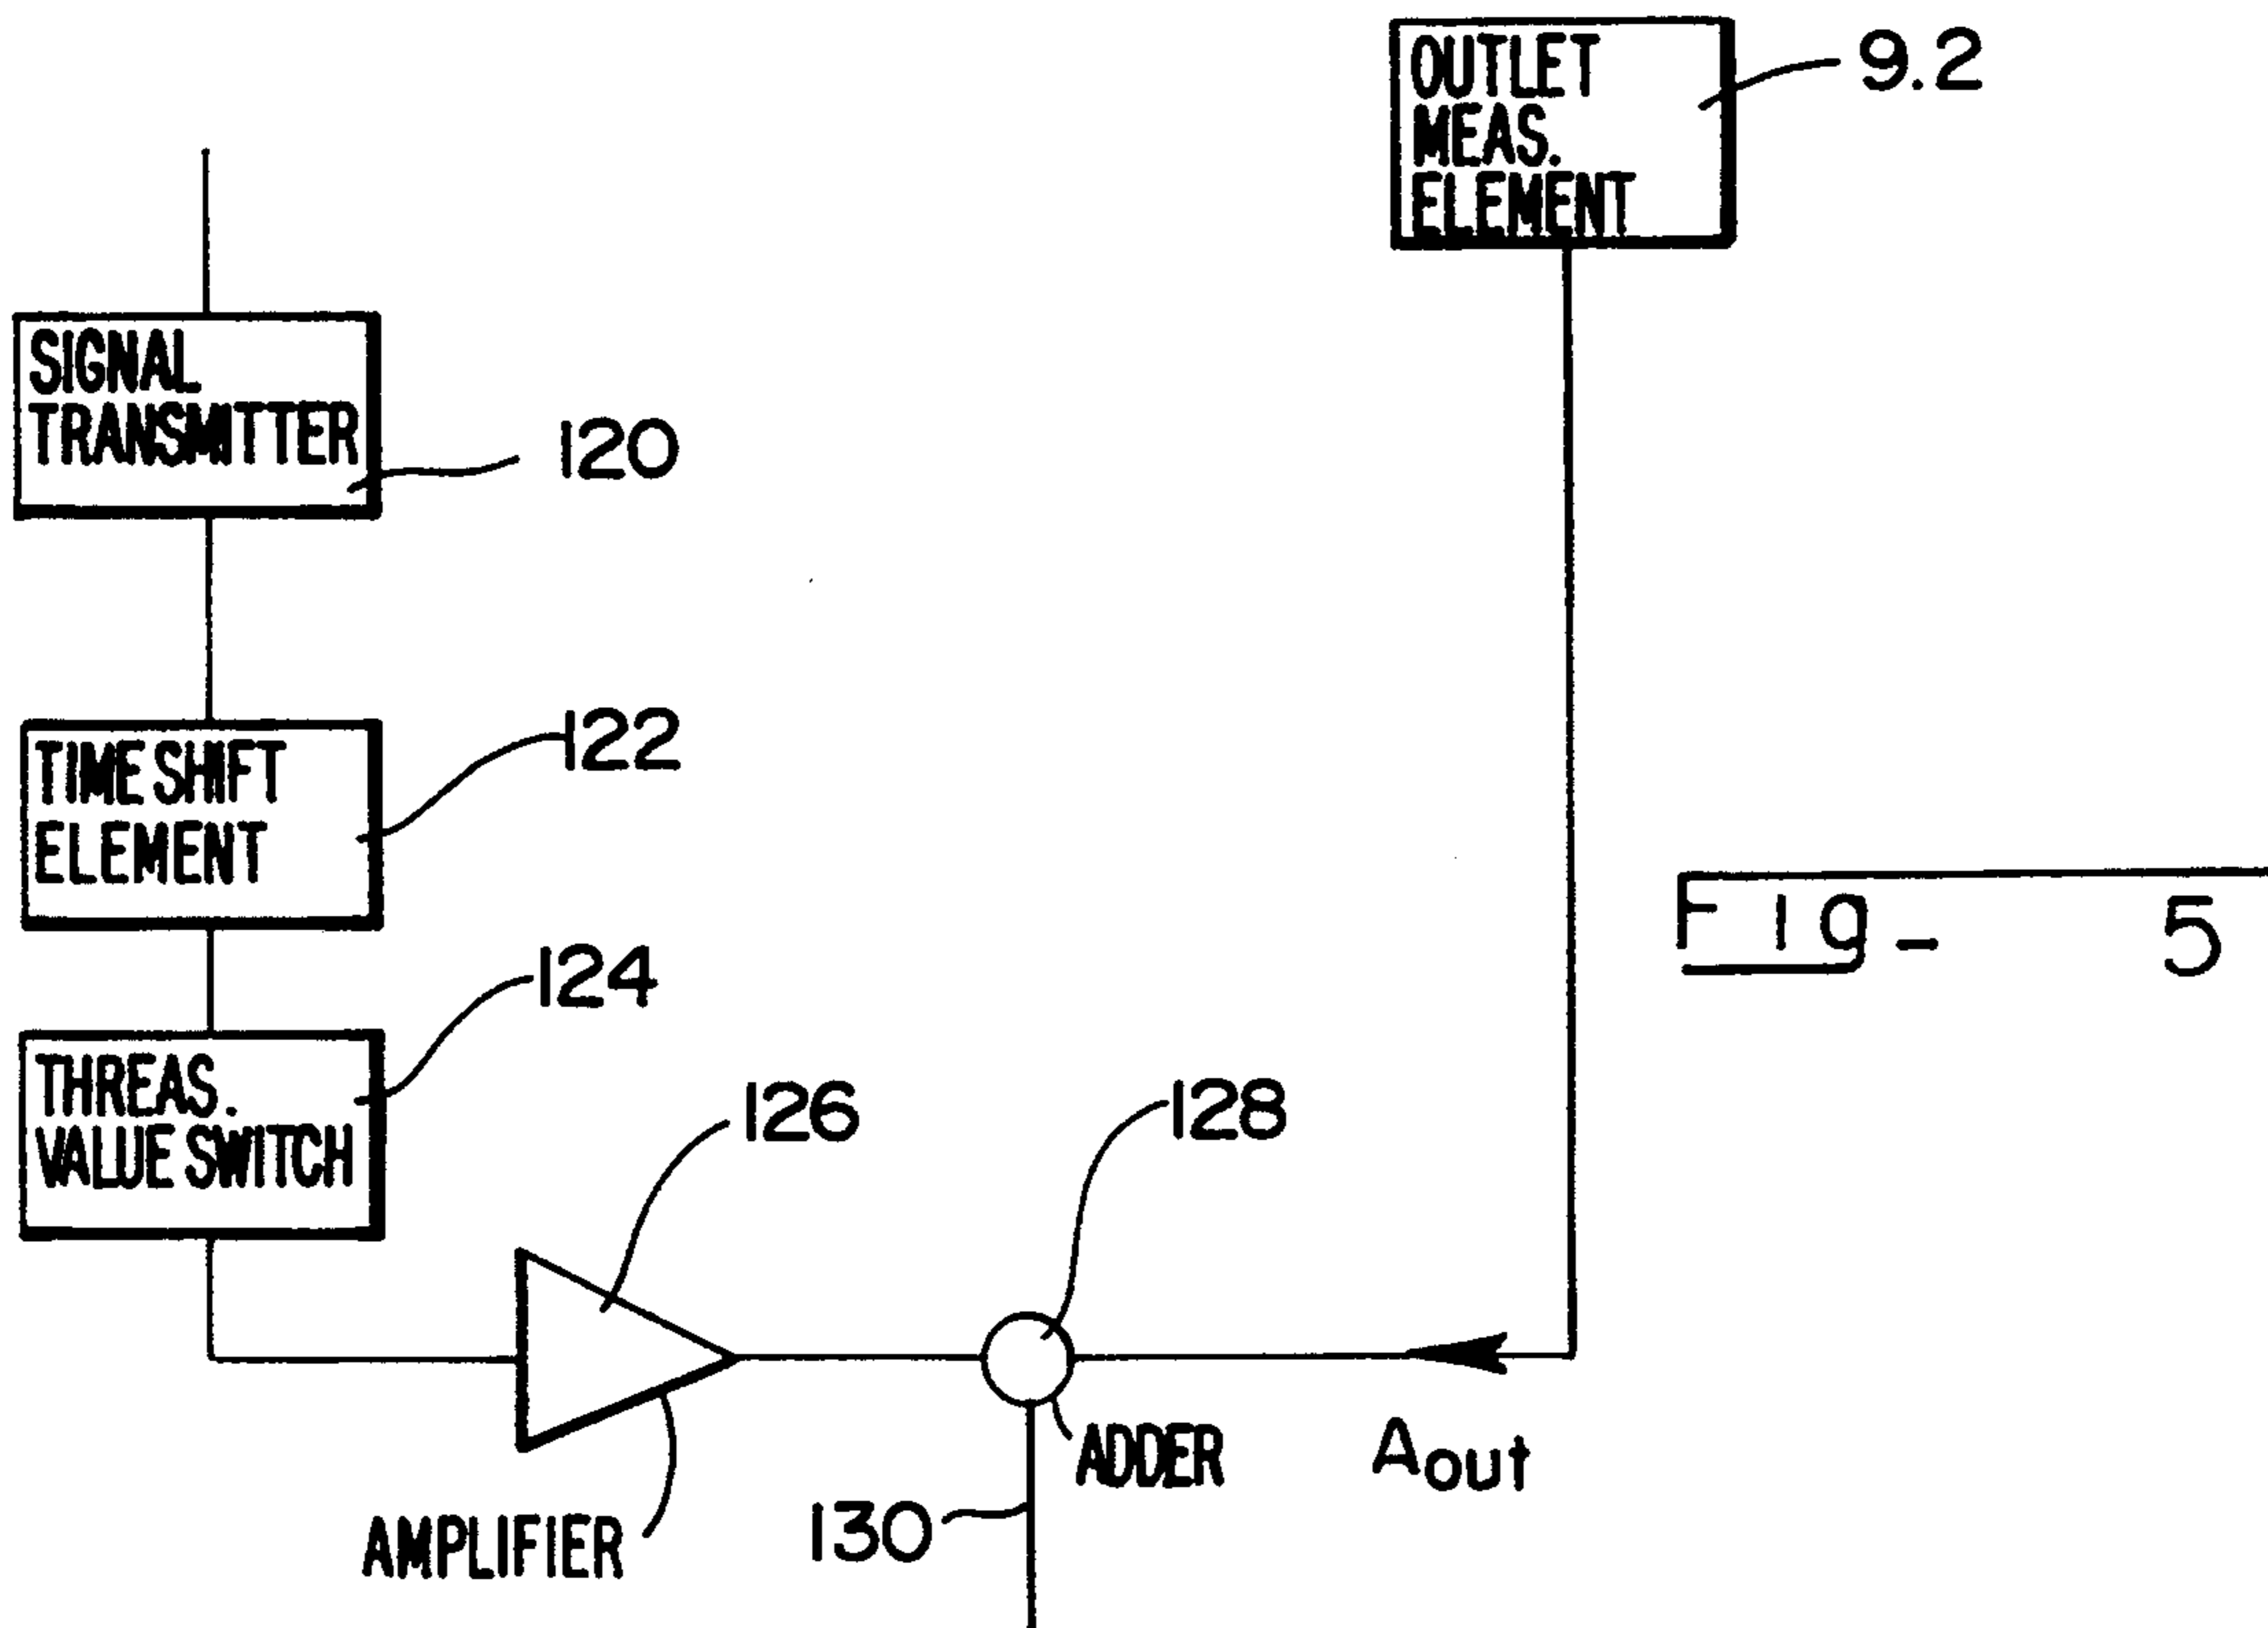 OUTLET
MEAS.
ELEMENT
9.2
SIGNAL
TRANSMITTER
120
TIME SHIFT
ELEMENT
122
THREAS.
VALUE SWITCH
124
126
128
AMPLIFIER
ADDER
130
Aout
Fig- 5